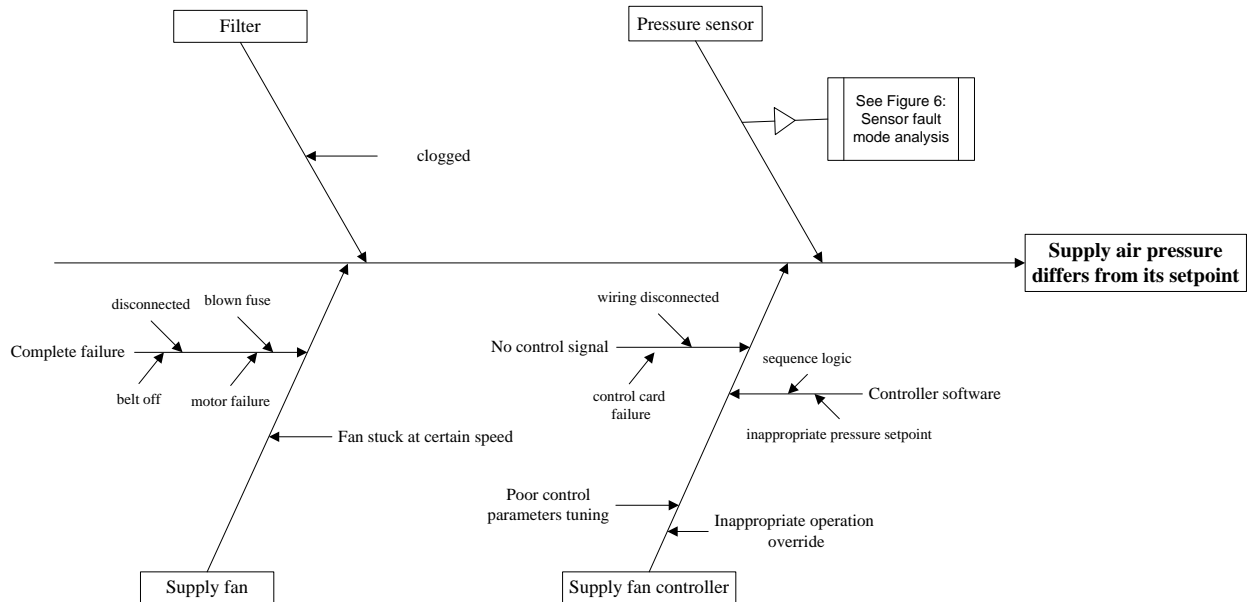 Filter
Pressure sensor
See Figure 6:
Sensor fault
mode analysis
clogged
Supply air pressure
differs from its setpoint
disconnected
blown fuse
Complete failure
belt off
motor failure
Fan stuck at certain speed
wiring disconnected
No control signal
control card
failure
sequence logic
Controller software
inappropriate pressure setpoint
Poor control
parameters tuning
Inappropriate operation
override
Supply fan
Supply fan controller